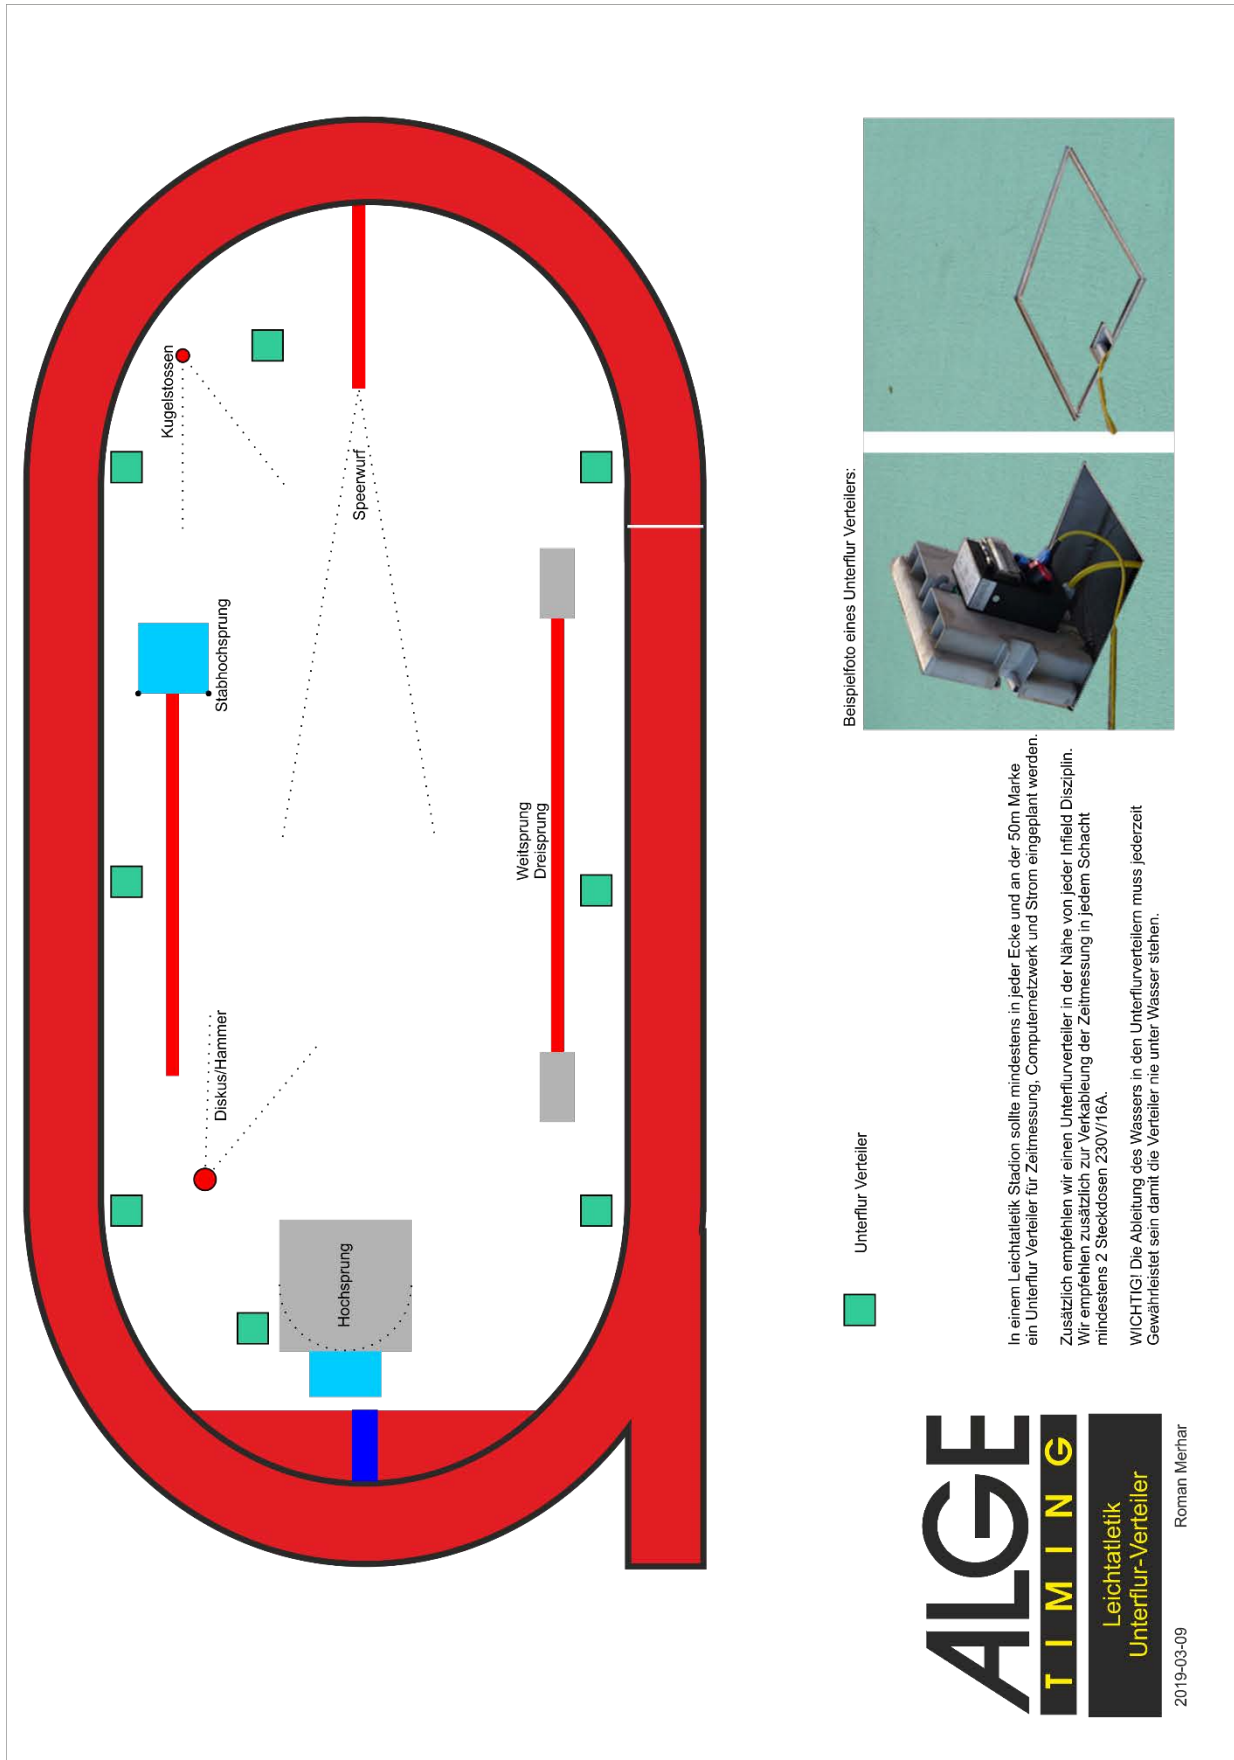 Kugelstossen
Speerwurf
Stabhochsprung
Weitsprung
Dreisprung
Diskus/Hammer
Hochsprung
Beispielfoto eines Unterflur Verteilers:
Unterflur Verteiler
In einem Leichtatletik Stadion sollte mindestens in jeder Ecke und an der 50m Marke
ein Unterflur Verteiler für Zeitmessung, Computernetzwerk und Strom eingeplant werden.
Zusätzlich empfehlen wir einen Unterflurverteiler in der Nähe von jeder Infield Disziplin.
Wir empfehlen zusätzlich zur Verkableung der Zeitmessung in jedem Schacht
mindestens 2 Steckdosen 230V/16A.
WICHTIG! Die Ableitung des Wassers in den Unterflurverteilern muss jederzeit
Gewährleistet sein damit die Verteiler nie unter Wasser stehen.
ALGE
TIMING
Leichtatletik
Unterflur-Verteiler
2019-03-09 Roman Merhar